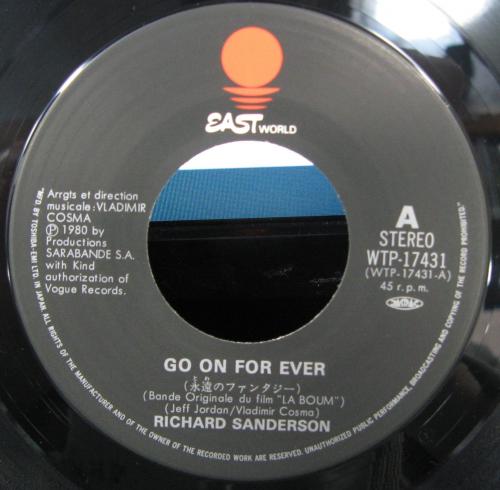 EAST WORLD
Arrgts et direction
musicale:VLADIMIR
COSMA
Ⓟ 1980 by
Productions
SARABANDE S.A.
with Kind
authorization of
Vogue Records.
A
STEREO
WTP-17431
(WTP-17431-A)
45 r.p.m.
GO ON FOR EVER
(永遠のファンタジー)
(Bande Originale du film "LA BOUM")
(Jeff Jordan/Vladimir Cosma)
RICHARD SANDERSON
"MF'D BY TOSHIBA EMI LTD. IN JAPAN. ALL RIGHTS OF THE MANUFACTURER AND OF THE OWNER OF THE RECORDED WORK ARE RESERVED. UNAUTHORIZED PUBLIC PERFORMANCE, BROADCASTING AND COPYING OF THE RECORD PROHIBITED."